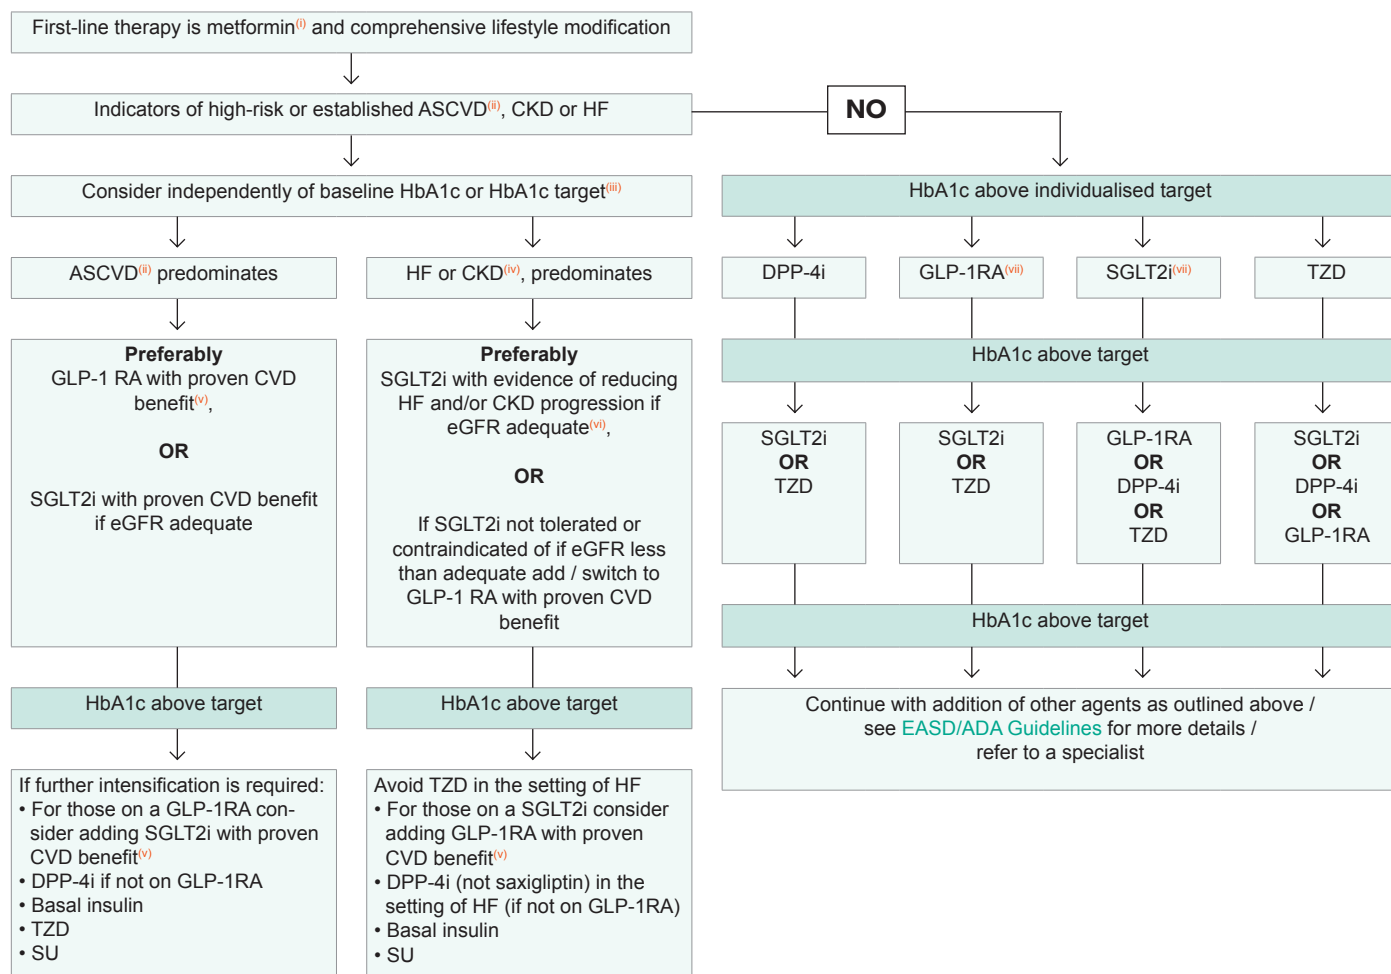 First-line therapy is metformin(i) and comprehensive lifestyle modification
Indicators of high-risk or established ASCVD(ii), CKD or HF
NO
Consider independently of baseline HbA1c or HbA1c target(iii)
ASCVD(ii) predominates
HF or CKD(iv), predominates
Preferably
GLP-1 RA with proven CVD
benefit(v),
OR
SGLT2i with proven CVD benefit
if eGFR adequate
Preferably
SGLT2i with evidence of reducing
HF and/or CKD progression if
eGFR adequate(vi),
OR
If SGLT2i not tolerated or
contraindicated of if eGFR less
than adequate add / switch to
GLP-1 RA with proven CVD
benefit
HbA1c above target
HbA1c above target
If further intensification is required:
• For those on a GLP-1RA con-
sider adding SGLT2i with proven
CVD benefit(v)
• DPP-4i if not on GLP-1RA
• Basal insulin
• TZD
• SU
Avoid TZD in the setting of HF
• For those on a SGLT2i consider
adding GLP-1RA with proven
CVD benefit(v)
• DPP-4i (not saxigliptin) in the
setting of HF (if not on GLP-1RA)
• Basal insulin
• SU
HbA1c above individualised target
DPP-4i
GLP-1RA(vii)
SGLT2i(vii)
TZD
HbA1c above target
SGLT2i
OR
TZD
SGLT2i
OR
TZD
GLP-1RA
OR
DPP-4i
OR
TZD
SGLT2i
OR
DPP-4i
OR
GLP-1RA
HbA1c above target
Continue with addition of other agents as outlined above /
see EASD/ADA Guidelines for more details /
refer to a specialist